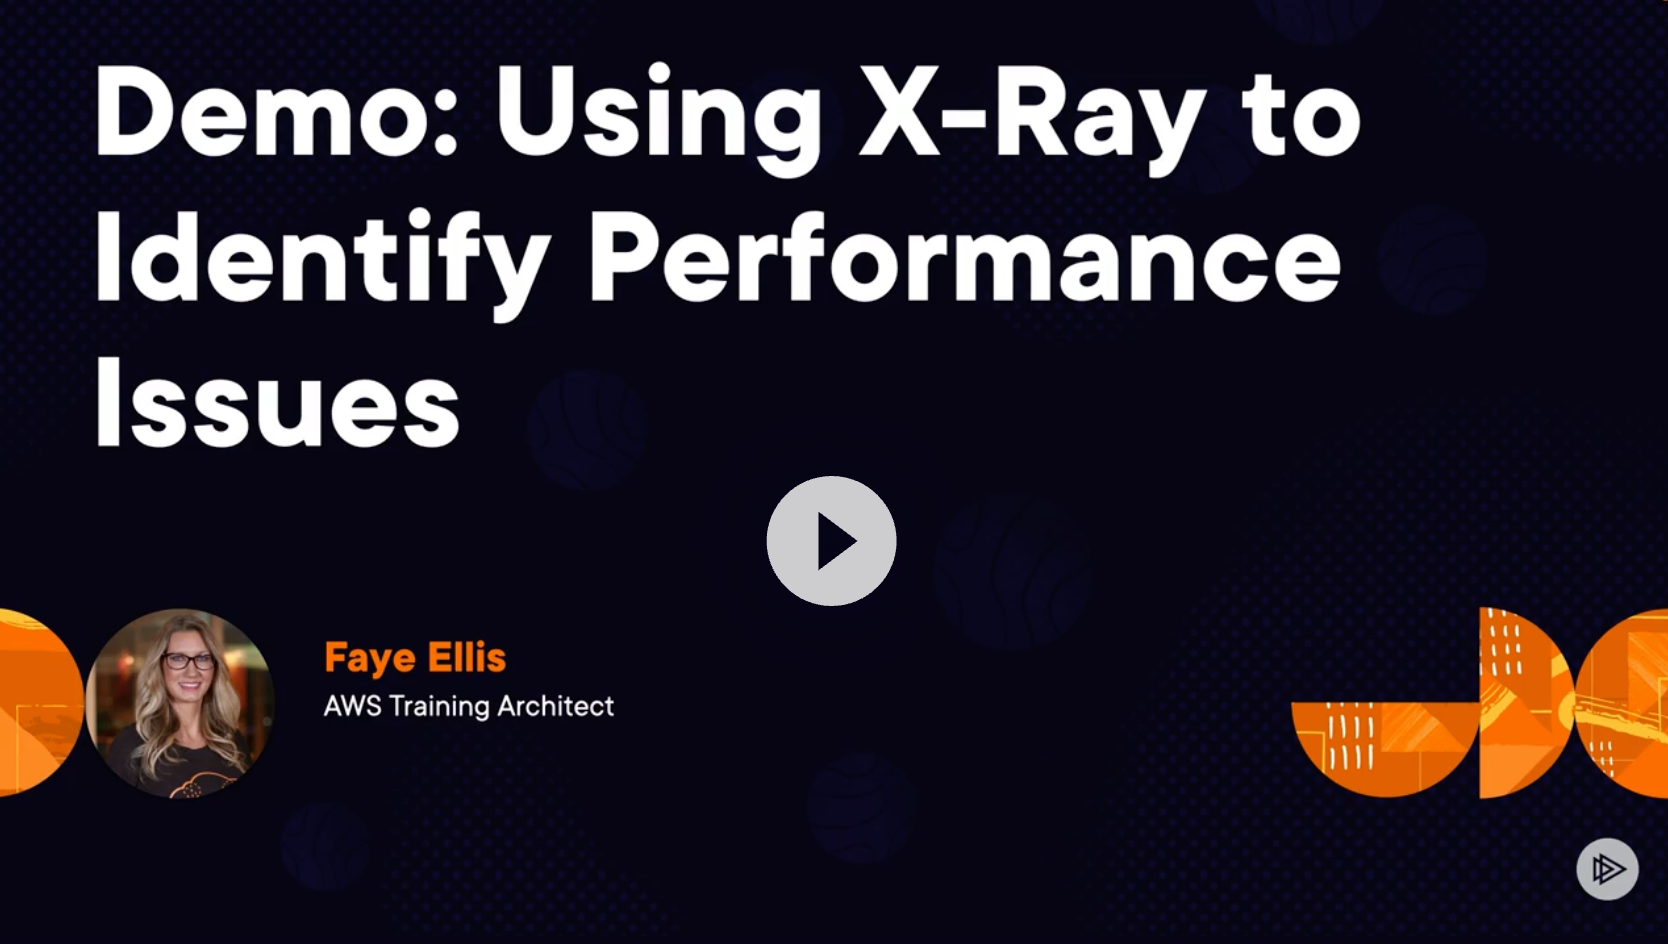 Demo: Using X-Ray to
Identify Performance
Issues
Faye Ellis
AWS Training Architect